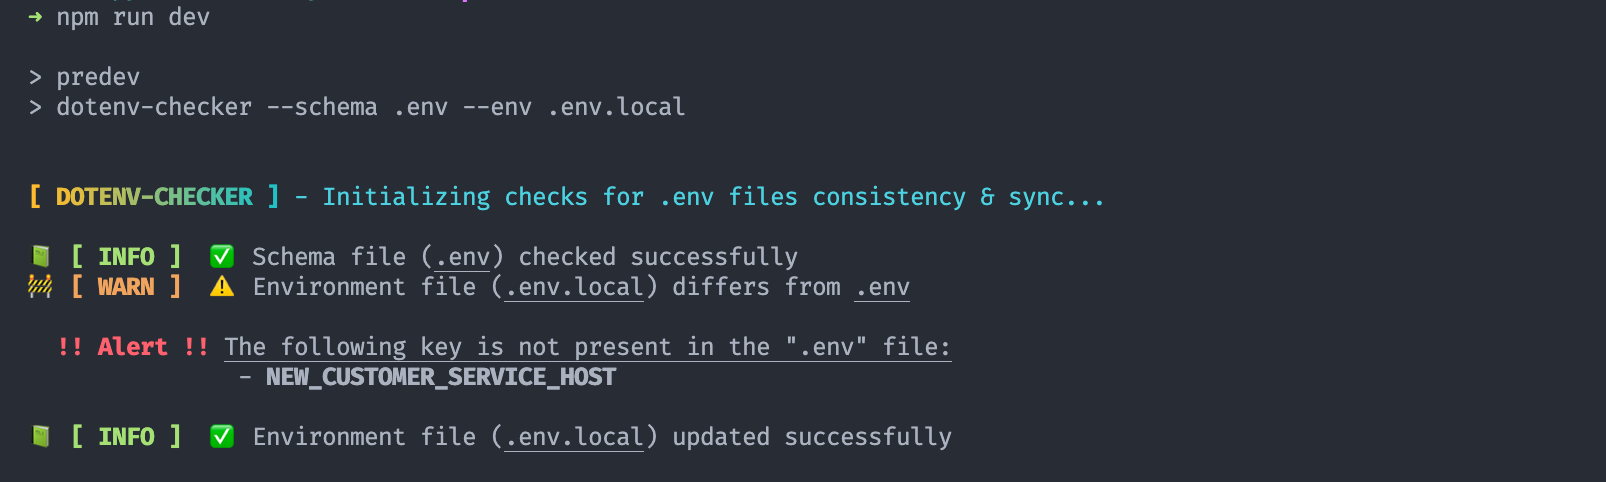 ➜ npm run dev
> predev
> dotenv-checker --schema .env --env .env.local
[ DOTENV-CHECKER ] - Initializing checks for .env files consistency & sync...
📗 [ INFO ] ✅ Schema file (.env) checked successfully
🚧 [ WARN ] ⚠️ Environment file (.env.local) differs from .env
!! Alert !! The following key is not present in the ".env" file:
- NEW_CUSTOMER_SERVICE_HOST
📗 [ INFO ] ✅ Environment file (.env.local) updated successfully